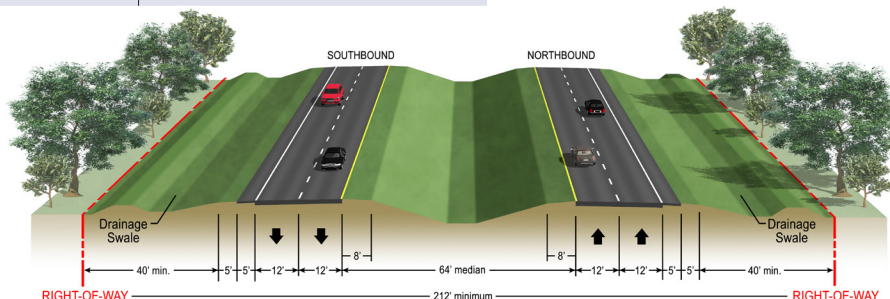 SOUTHBOUND NORTHBOUND
Drainage Swale
Drainage Swale
8' 8'
40' min. 5' 5' 12' 12' 64' median 12' 12' 5' 5' 40' min.
RIGHT-OF-WAY 212' minimum RIGHT-OF-WAY